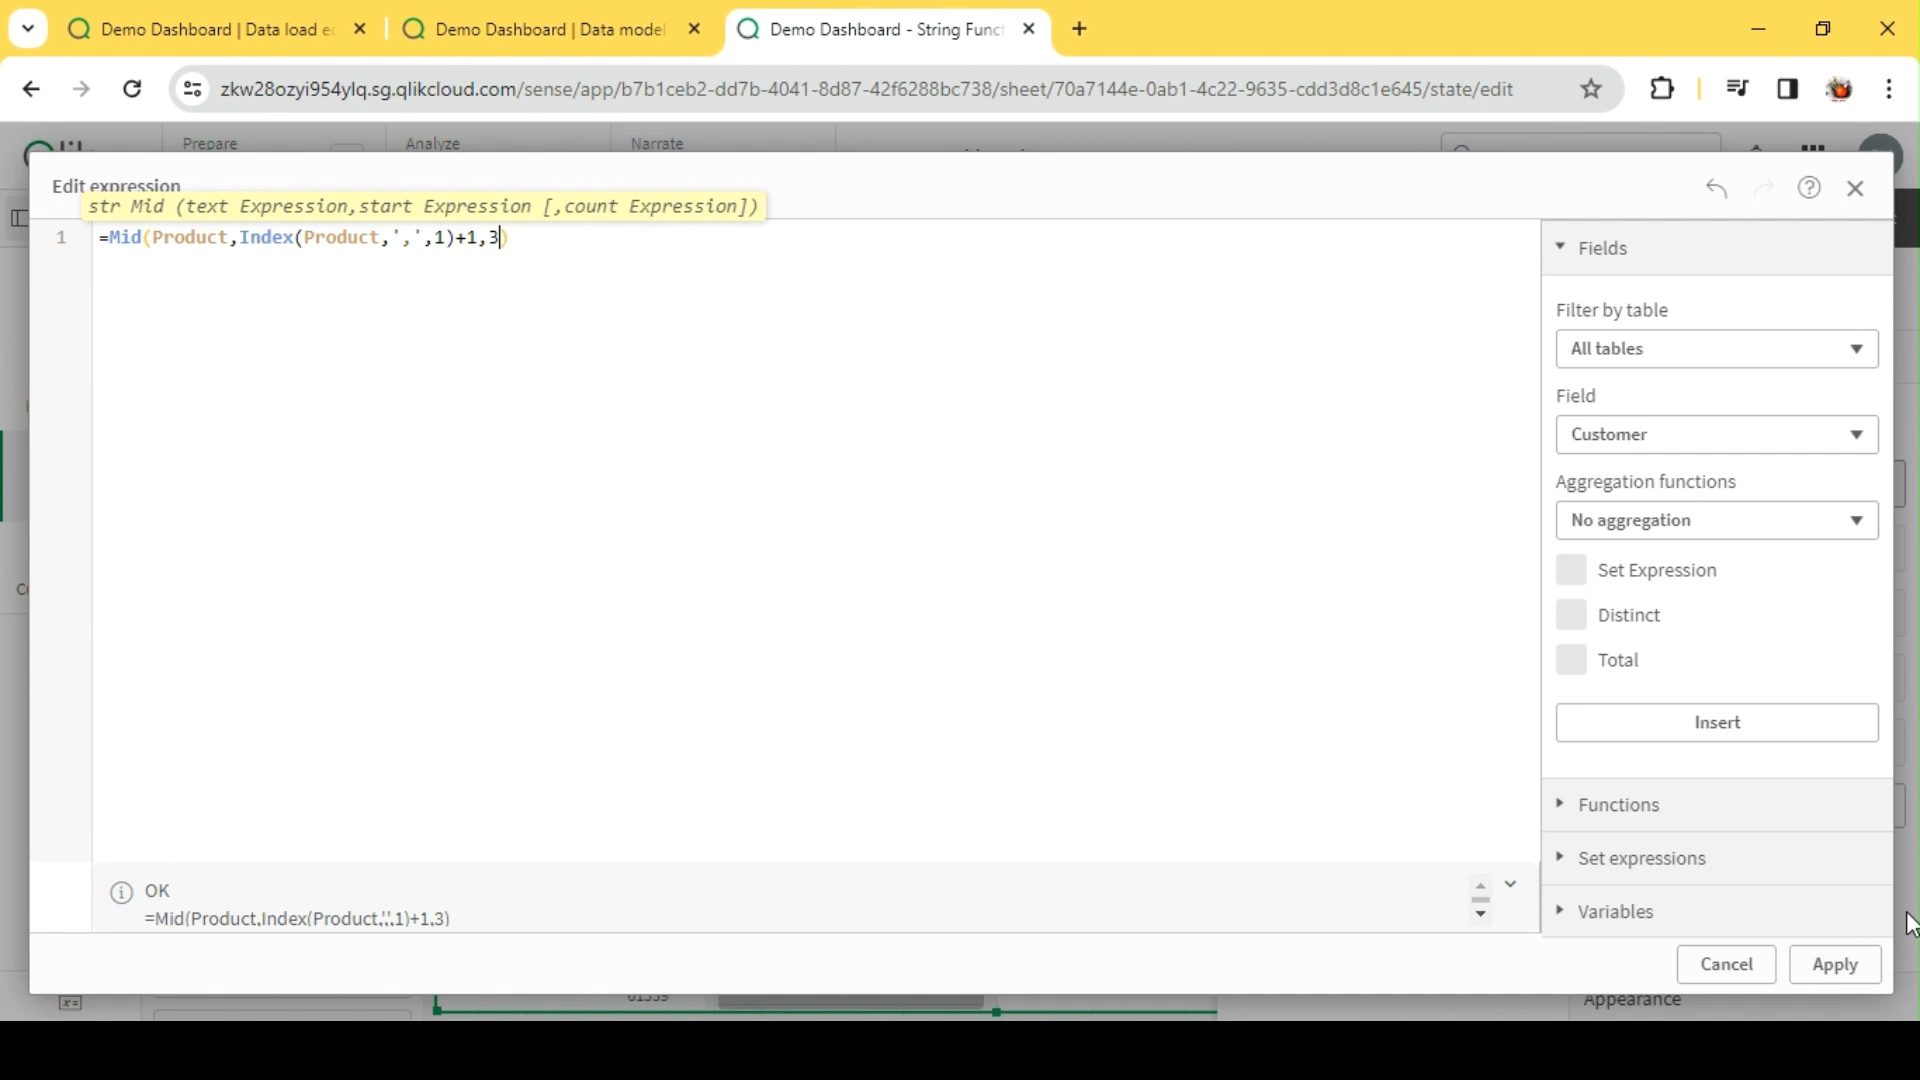 Demo Dashboard | Data load e
Demo Dashboard | Data model
Demo Dashboard - String Funct
zkw28ozyi954ylq.sg.qlikcloud.com/sense/app/b7b1ceb2-dd7b-4041-8d87-42f6288bc738/sheet/70a7144e-0ab1-4c22-9635-cdd3d8c1e645/state/edit
Prepare
Analyze
Narrate
Edit expression
str Mid (text Expression,start Expression [,count Expression])
1
=Mid(Product,Index(Product,',',1)+1,3)
Fields
Filter by table
All tables
Field
Customer
Aggregation functions
No aggregation
Set Expression
Distinct
Total
Insert
Functions
Set expressions
Variables
OK
=Mid(Product,Index(Product,',',1)+1,3)
Cancel
Apply
61559
Appearance